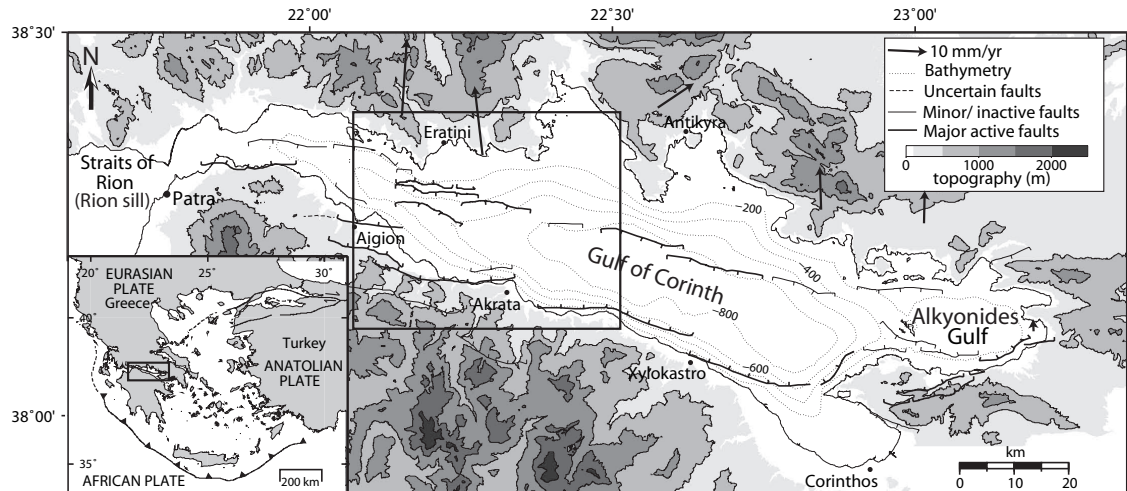 22°00'
22°30'
23°00'
38°30'
N
10 mm/yr
Bathymetry
Uncertain faults
Minor/ inactive faults
Major active faults
0
1000
2000
topography (m)
Eratini
Antikyra
Straits of
Rion
(Rion sill)
Patra
Aigion
−200
−400
Gulf of Corinth
−800
−600
Akrata
Xylokastro
Alkyonides
Gulf
38°00'
Corinthos
km
0
10
20
20°
25°
30°
EURASIAN
PLATE
Greece
40
Turkey
ANATOLIAN
PLATE
35°
AFRICAN PLATE
200 km